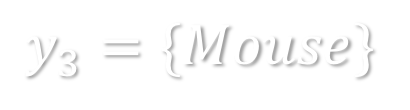 y₃ = {Mouse}